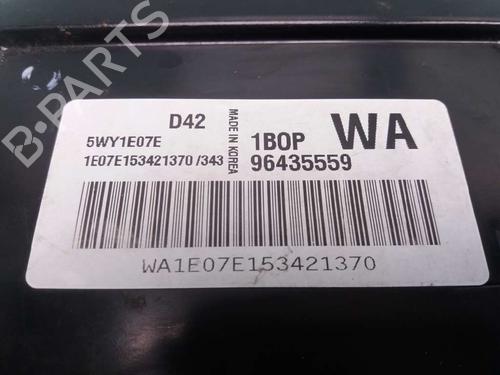 B-PARTS
D42
5WY1E07E
1E07E153421370 /343
MADE IN KOREA
1BOP WA
96435559
WA1E07E153421370